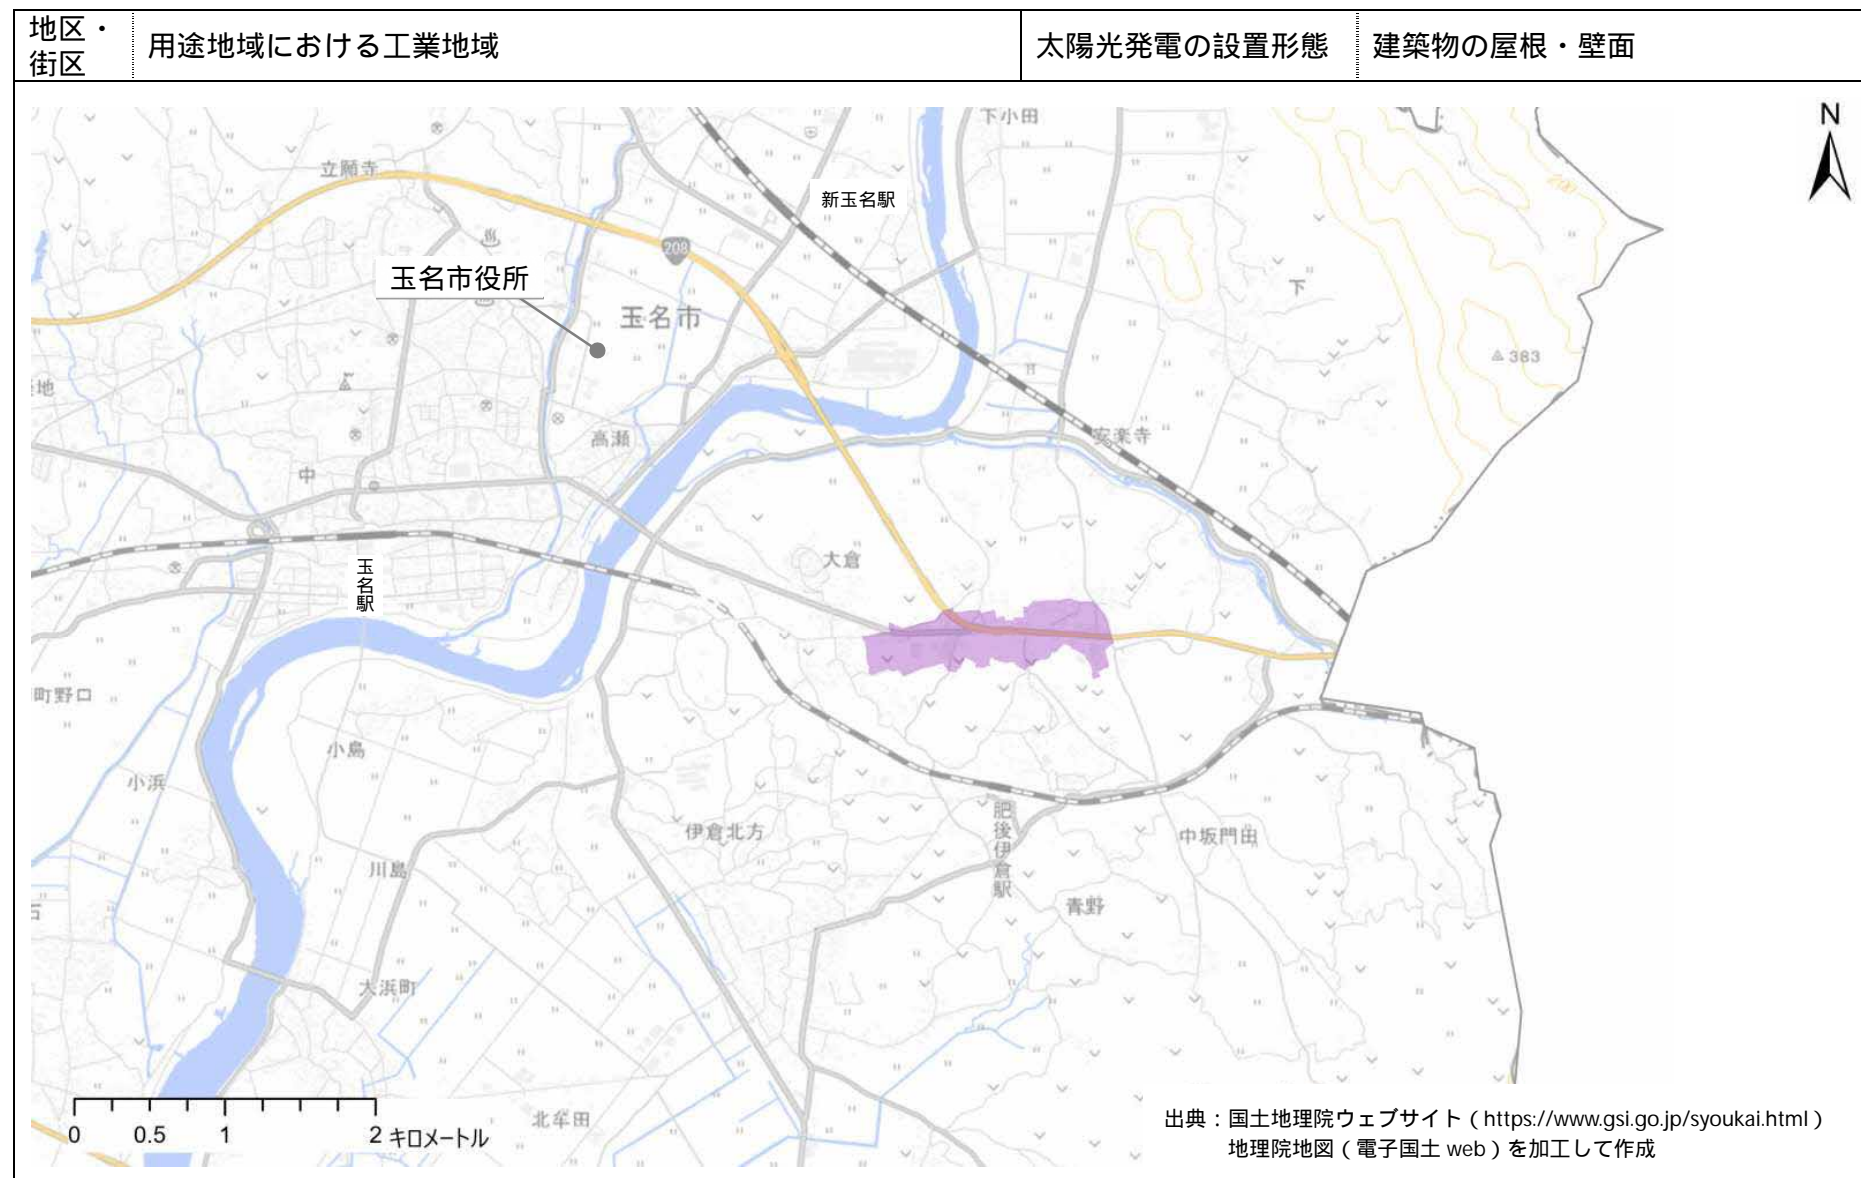 地区・
街区
用途地域における工業地域
太陽光発電の設置形態
建築物の屋根・壁面
N
下小田
立願寺
200
新玉名駅
208
玉名市役所
玉名市
下
383
地
高瀬
安楽寺
中
大倉
玉名駅
町野口
小島
小浜
伊倉北方
肥後伊倉駅
中坂門田
川島
石
青野
大浜町
北牟田
0 0.5 1 2 キロメートル
出典：国土地理院ウェブサイト（https://www.gsi.go.jp/syoukai.html）
地理院地図（電子国土 web）を加工して作成